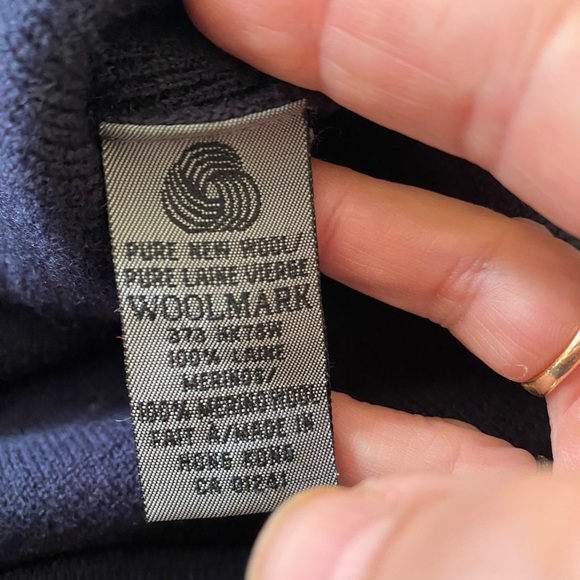 PURE NEW WOOL/
PURE LAINE VIERGE
WOOLMARK
100% LAINE
MERINOS/
100% MERINO WOOL
FAIT A/MADE IN
HONG KONG
CA 01241